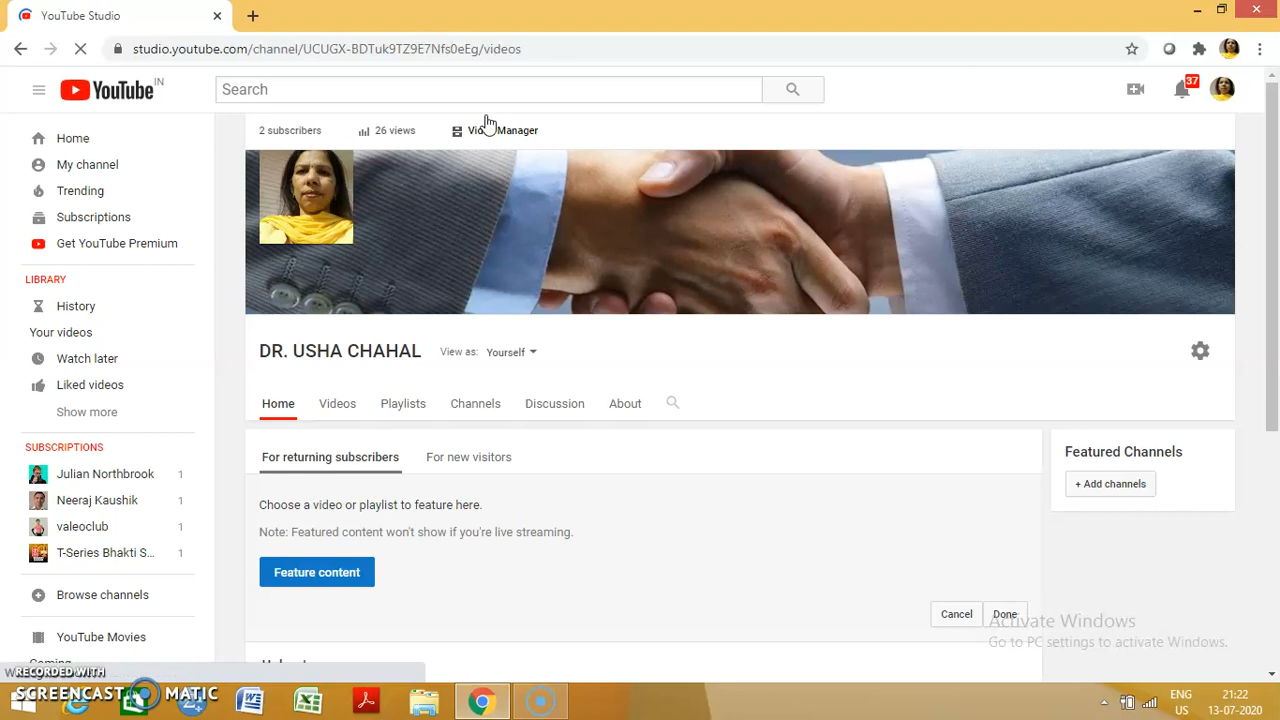 YouTube Studio
studio.youtube.com/channel/UCUGX-BDTuk9TZ9E7Nfs0eEg/videos
YouTube IN
Search
37
2 subscribers
26 views
Manager
Home
My channel
Trending
Subscriptions
Get YouTube Premium
LIBRARY
History
Your videos
Watch later
Liked videos
Show more
SUBSCRIPTIONS
Julian Northbrook 1
Neeraj Kaushik 1
valeoclub 1
T-Series Bhakti S... 1
Browse channels
YouTube Movies
DR. USHA CHAHAL
View as: Yourself
Home Videos Playlists Channels Discussion About
For returning subscribers
For new visitors
Choose a video or playlist to feature here.
Note: Featured content won't show if you're live streaming.
Feature content
Cancel
Done
Featured Channels
+ Add channels
Activate Windows
Go to PC settings to activate Windows.
RECORDED WITH
SCREENCAST MATIC
ENG
US
21:22
13-07-2020